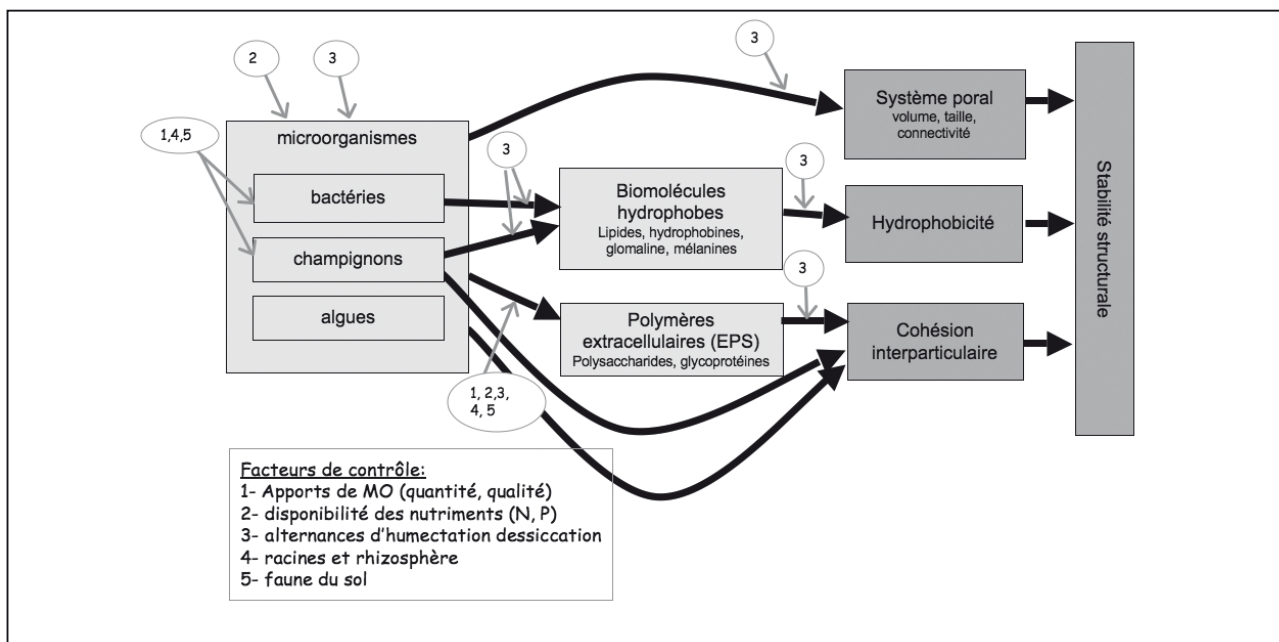 2
3
3
1,4,5
microorganismes
bactéries
champignons
algues
3
Biomolécules
hydrophobes
Lipides, hydrophobines,
glomaline, mélanines
3
Polymères
extracellulaires (EPS)
Polysaccharides, glycoprotéines
3
1, 2,3,
4, 5
Système poral
volume, taille,
connectivité
Hydrophobicité
Cohésion
interparticulaire
Stabilité structurale
Facteurs de contrôle:
1- Apports de MO (quantité, qualité)
2- disponibilité des nutriments (N, P)
3- alternances d'humectation dessiccation
4- racines et rhizosphère
5- faune du sol